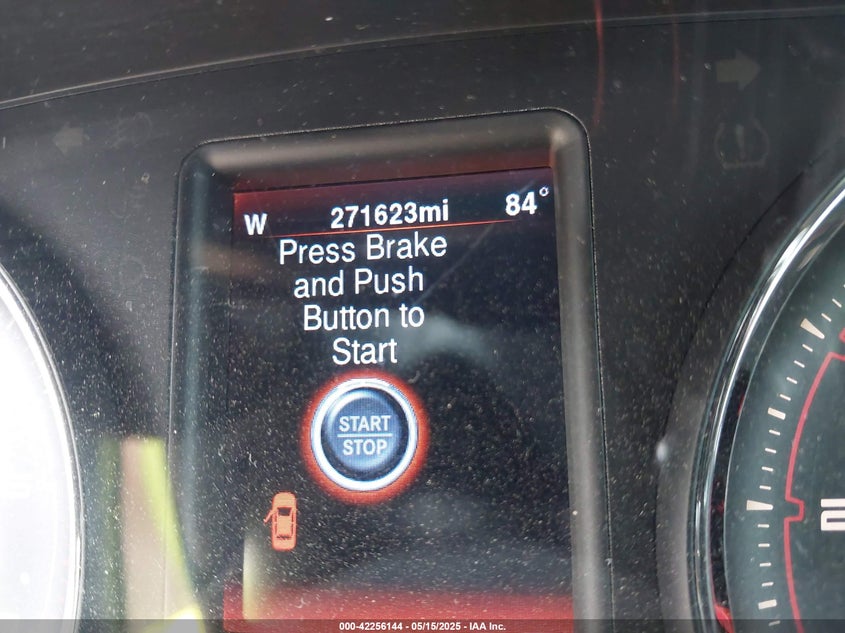 W 271623mi 84°
Press Brake
and Push
Button to
Start
START
STOP
000-42256144 - 05/15/2025 - IAA Inc.